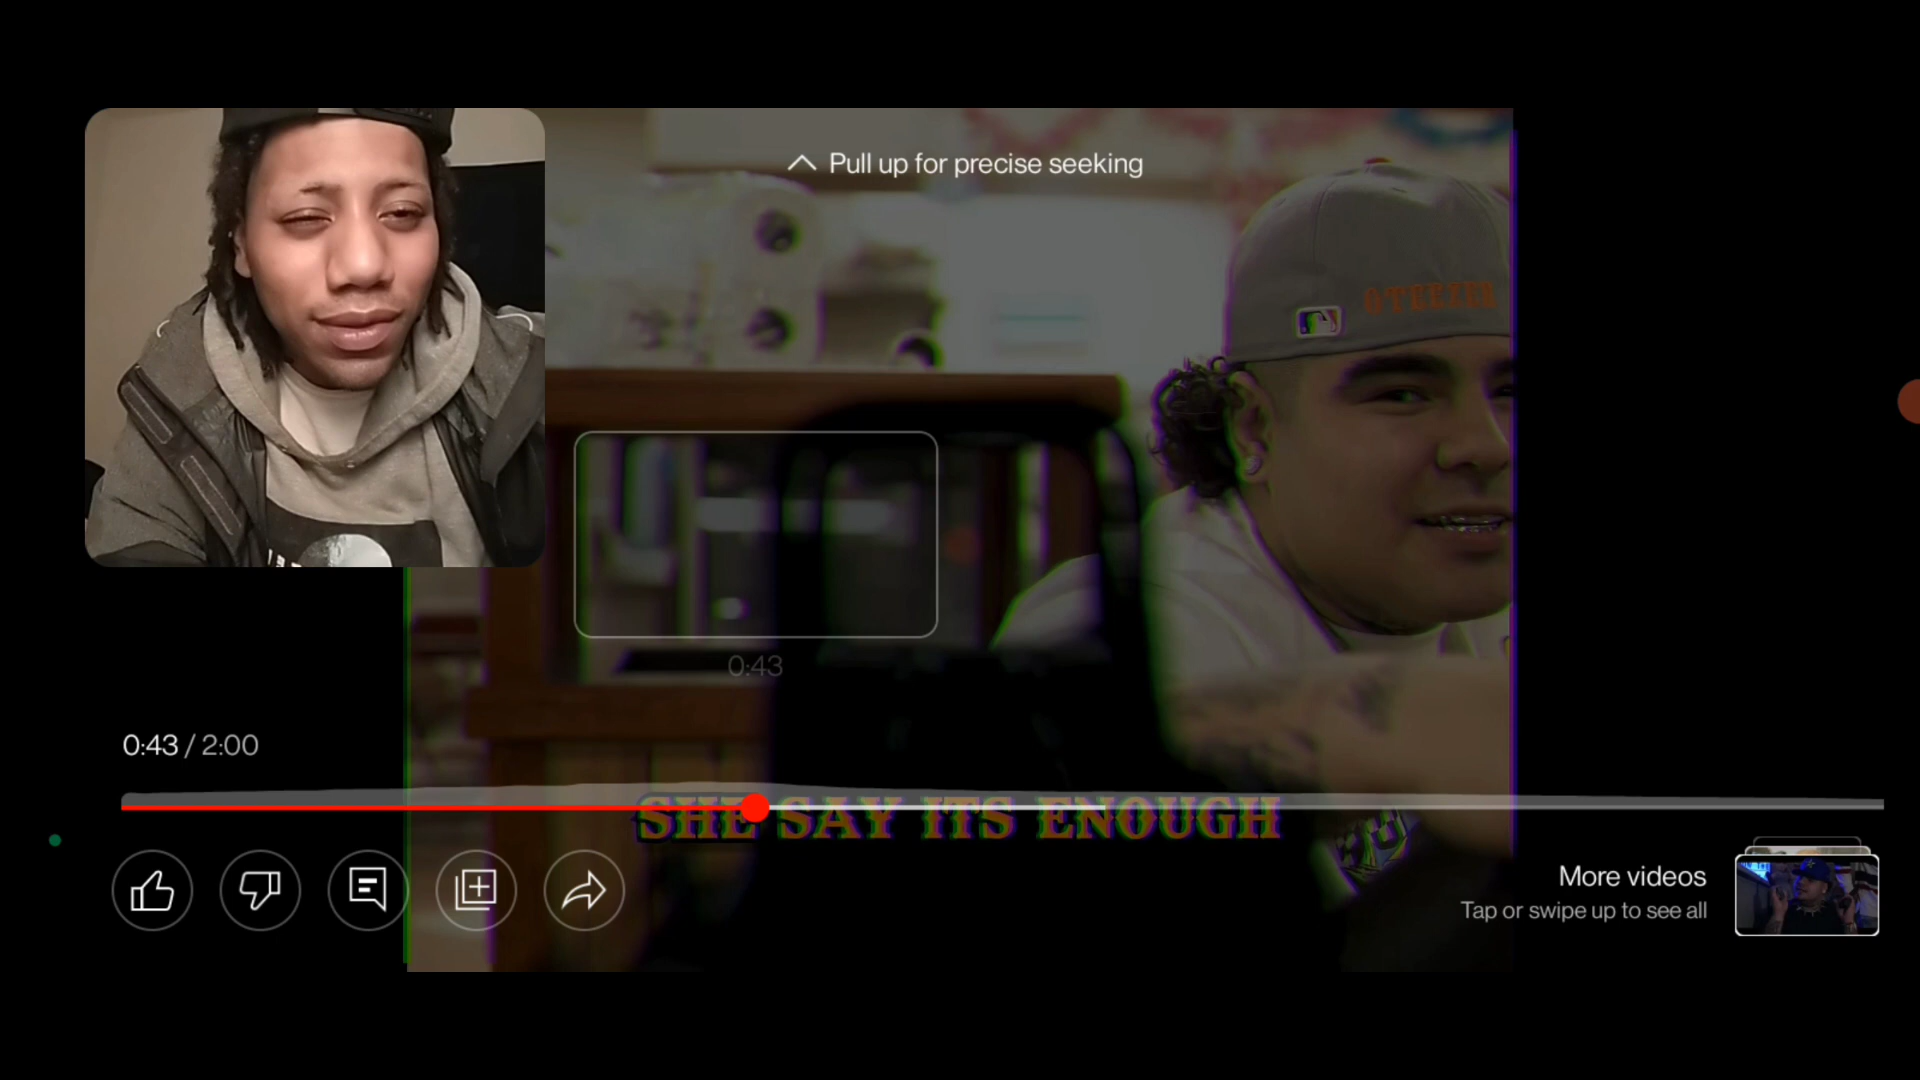 Pull up for precise seeking
0:43
0:43 / 2:00
SHE SAY ITS ENOUGH
More videos
Tap or swipe up to see all